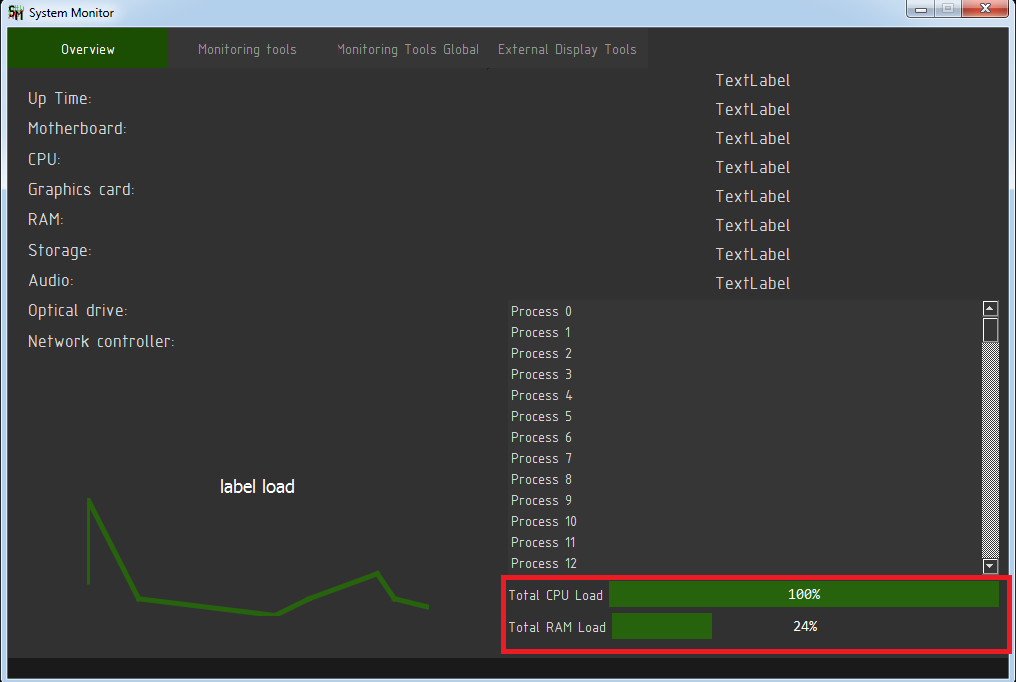 SM System Monitor
Overview Monitoring tools Monitoring Tools Global External Display Tools
Up Time:
Motherboard:
CPU:
Graphics card:
RAM:
Storage:
Audio:
Optical drive:
Network controller:
label load
TextLabel
TextLabel
TextLabel
TextLabel
TextLabel
TextLabel
TextLabel
TextLabel
Process 0
Process 1
Process 2
Process 3
Process 4
Process 5
Process 6
Process 7
Process 8
Process 9
Process 10
Process 11
Process 12
Total CPU Load 100%
Total RAM Load 24%